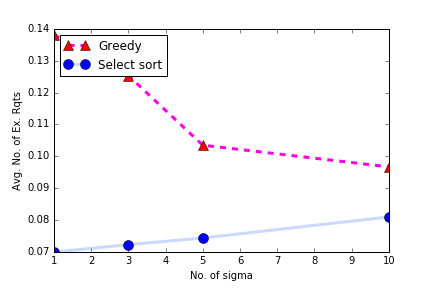 0.14
0.13
0.12
0.11
0.10
0.09
0.08
0.07
Avg. No. of Ex. Rqts
Greedy
Select sort
1 2 3 4 5 6 7 8 9 10
No. of sigma